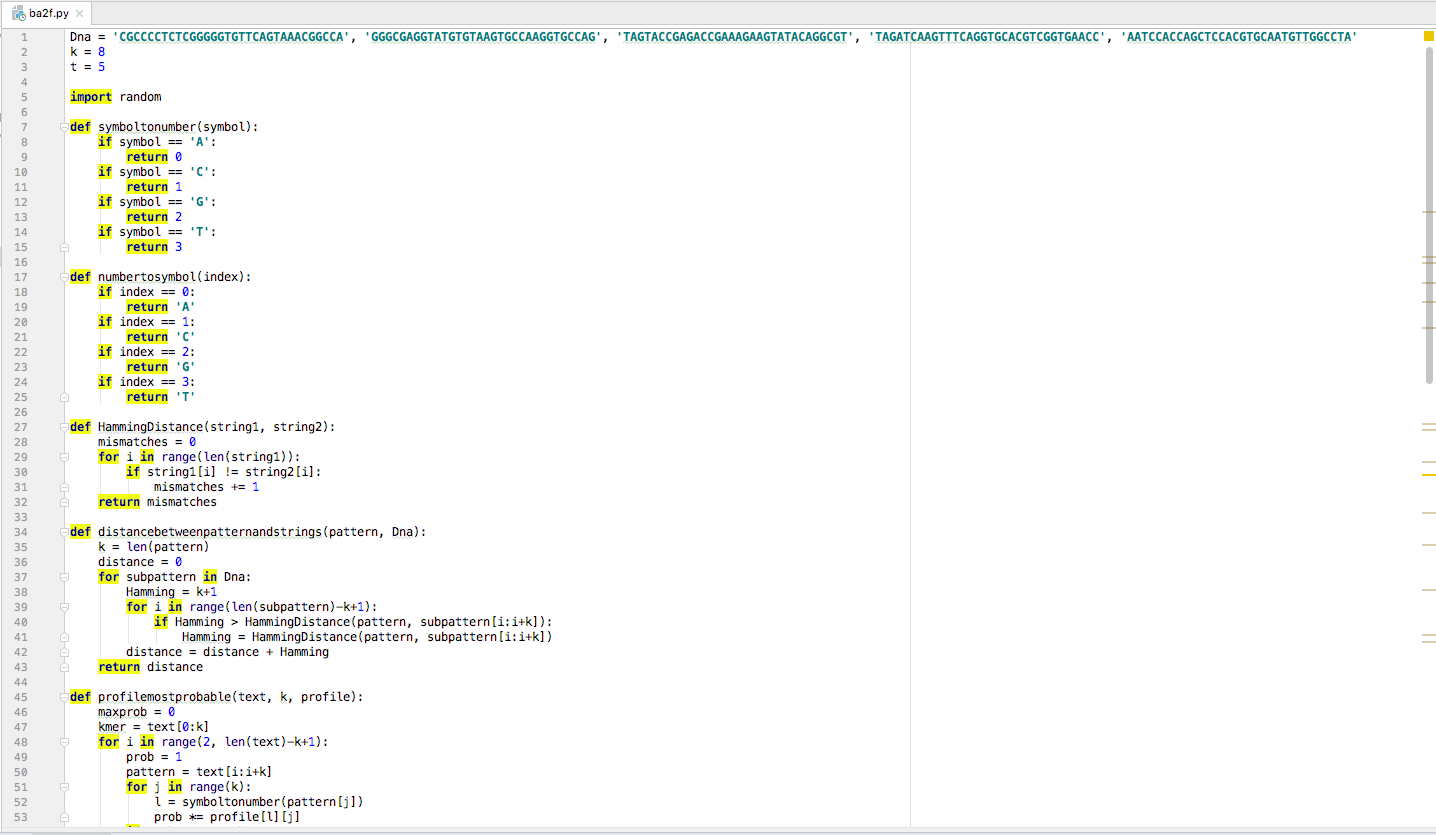 ba2f.py
1 Dna = 'CGCCCCTCTCGGGGGTGTTCAGTAAACGGCCA', 'GGGCGAGGTATGTGTAAGTGCCAAGGTGCCAG', 'TAGTACCGAGACCGAAAGAAGTATACAGGCGT', 'TAGATCAAGTTTCAGGTGCACGTCGGTGAACC', 'AATCCACCAGCTCCACGTGCAATGTTGGCCTA'
2 k = 8
3 t = 5
4
5 import random
6
7 def symboltonumber(symbol):
8     if symbol == 'A':
9         return 0
10     if symbol == 'C':
11         return 1
12     if symbol == 'G':
13         return 2
14     if symbol == 'T':
15         return 3
16
17 def numbertosymbol(index):
18     if index == 0:
19         return 'A'
20     if index == 1:
21         return 'C'
22     if index == 2:
23         return 'G'
24     if index == 3:
25         return 'T'
26
27 def HammingDistance(string1, string2):
28     mismatches = 0
29     for i in range(len(string1)):
30         if string1[i] != string2[i]:
31             mismatches += 1
32     return mismatches
33
34 def distancebetweenpatternandstrings(pattern, Dna):
35     k = len(pattern)
36     distance = 0
37     for subpattern in Dna:
38         Hamming = k+1
39         for i in range(len(subpattern)-k+1):
40             if Hamming > HammingDistance(pattern, subpattern[i:i+k]):
41                 Hamming = HammingDistance(pattern, subpattern[i:i+k])
42         distance = distance + Hamming
43     return distance
44
45 def profilemostprobable(text, k, profile):
46     maxprob = 0
47     kmer = text[0:k]
48     for i in range(2, len(text)-k+1):
49         prob = 1
50         pattern = text[i:i+k]
51         for j in range(k):
52             l = symboltonumber(pattern[j])
53             prob *= profile[l][j]